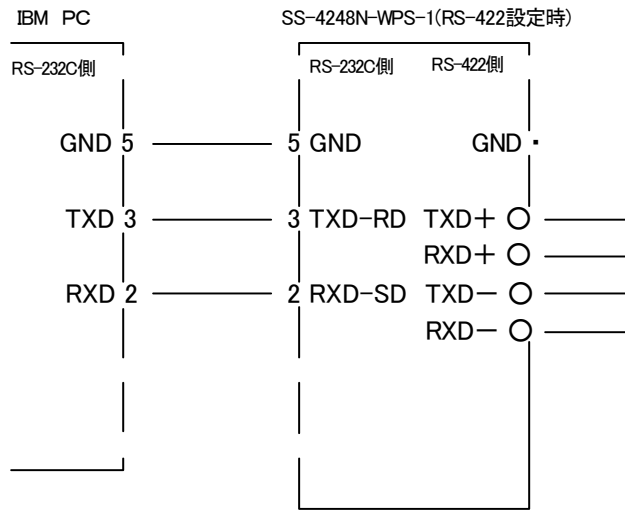 IBM PC
SS-4248N-WPS-1(RS-422設定時)
RS-232C側
RS-232C側 RS-422側
GND 5
5 GND
GND
TXD 3
3 TXD-RD
TXD+
RXD+
RXD 2
2 RXD-SD
TXD-
RXD-